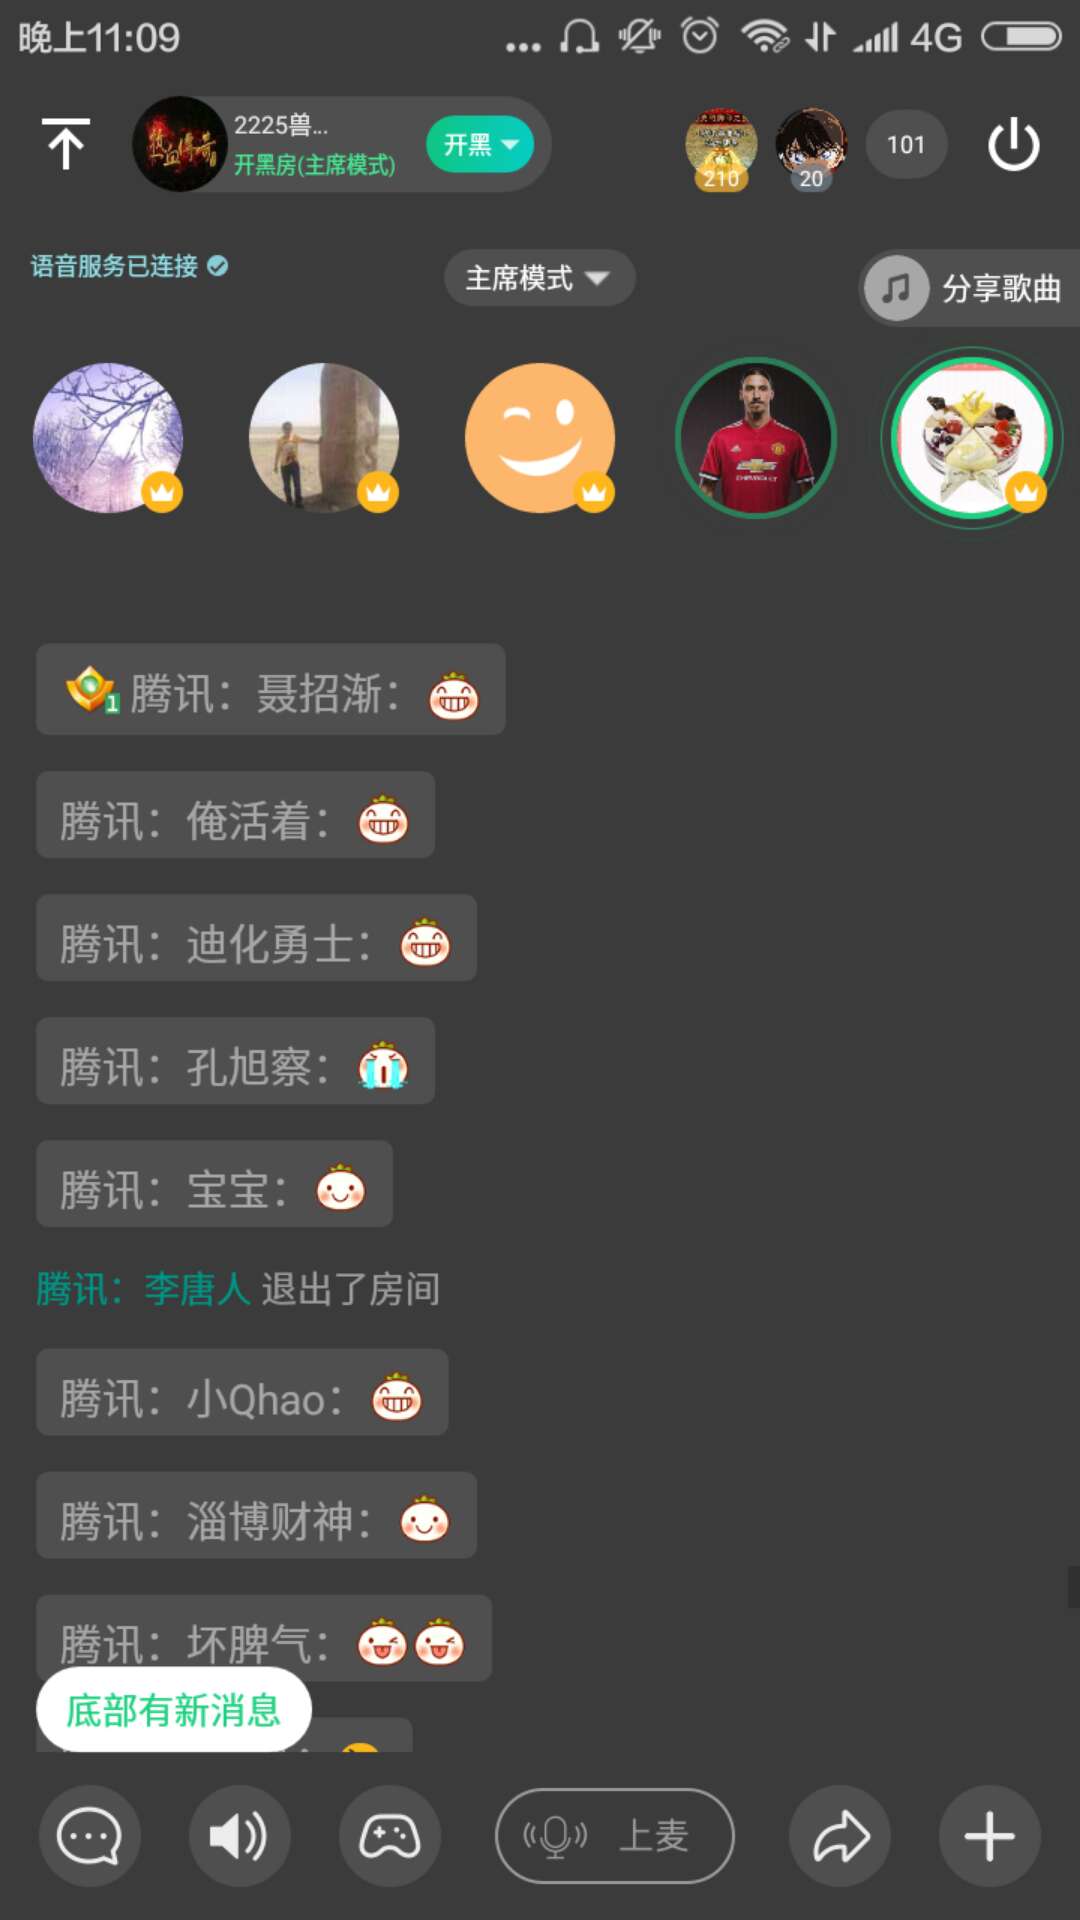 晚上11:09
4G
热血传奇
2225兽...
开黑房(主席模式)
开黑
210
20
101
语音服务已连接
主席模式
分享歌曲
CHEVROLET
1 腾讯：聂招渐：
腾讯：俺活着：
腾讯：迪化勇士：
腾讯：孔旭察：
腾讯：宝宝：
腾讯：李唐人 退出了房间
腾讯：小Qhao：
腾讯：淄博财神：
腾讯：坏脾气：
底部有新消息
上麦